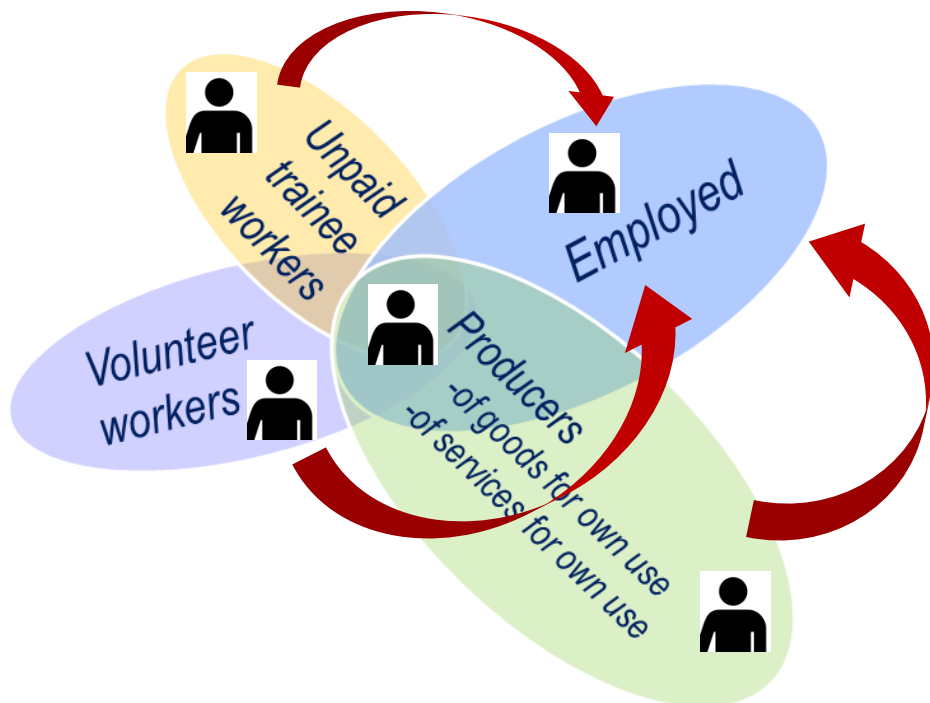 Unpaid
trainee
workers
Employed
Volunteer
workers
Producers
-of goods for own use
-of services for own use